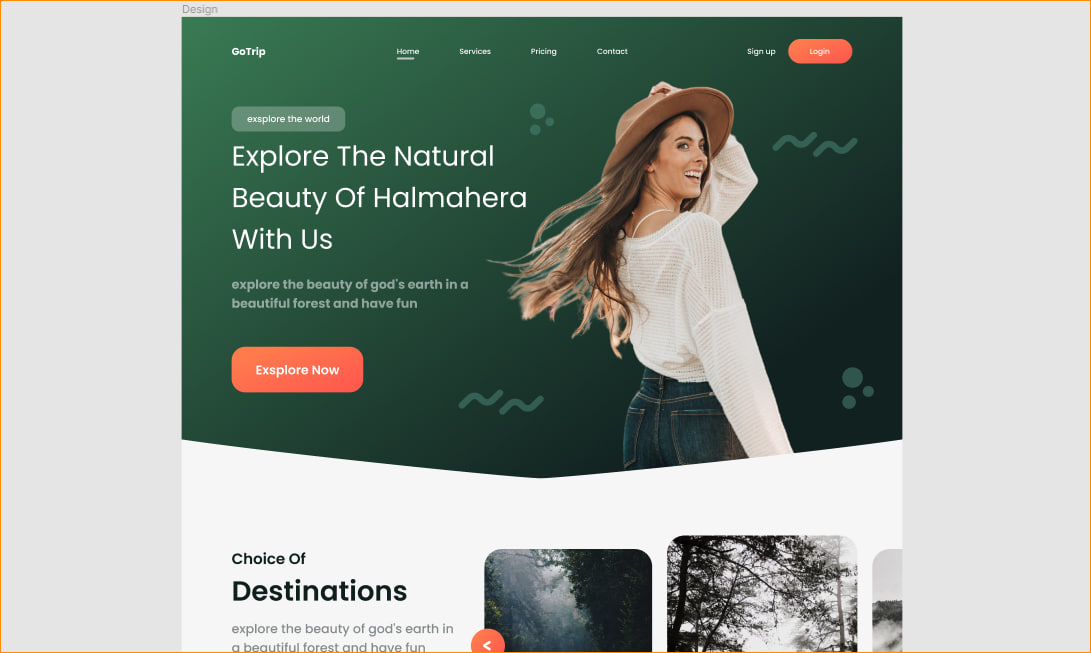 Design
GoTrip
Home
Services
Pricing
Contact
Sign up
Login
esxplore the world
Explore The Natural
Beauty Of Halmahera
With Us
explore the beauty of god's earth in a
beautiful forest and have fun
Exsplore Now
Choice Of
Destinations
explore the beauty of god's earth in
a beautiful forest and have fun